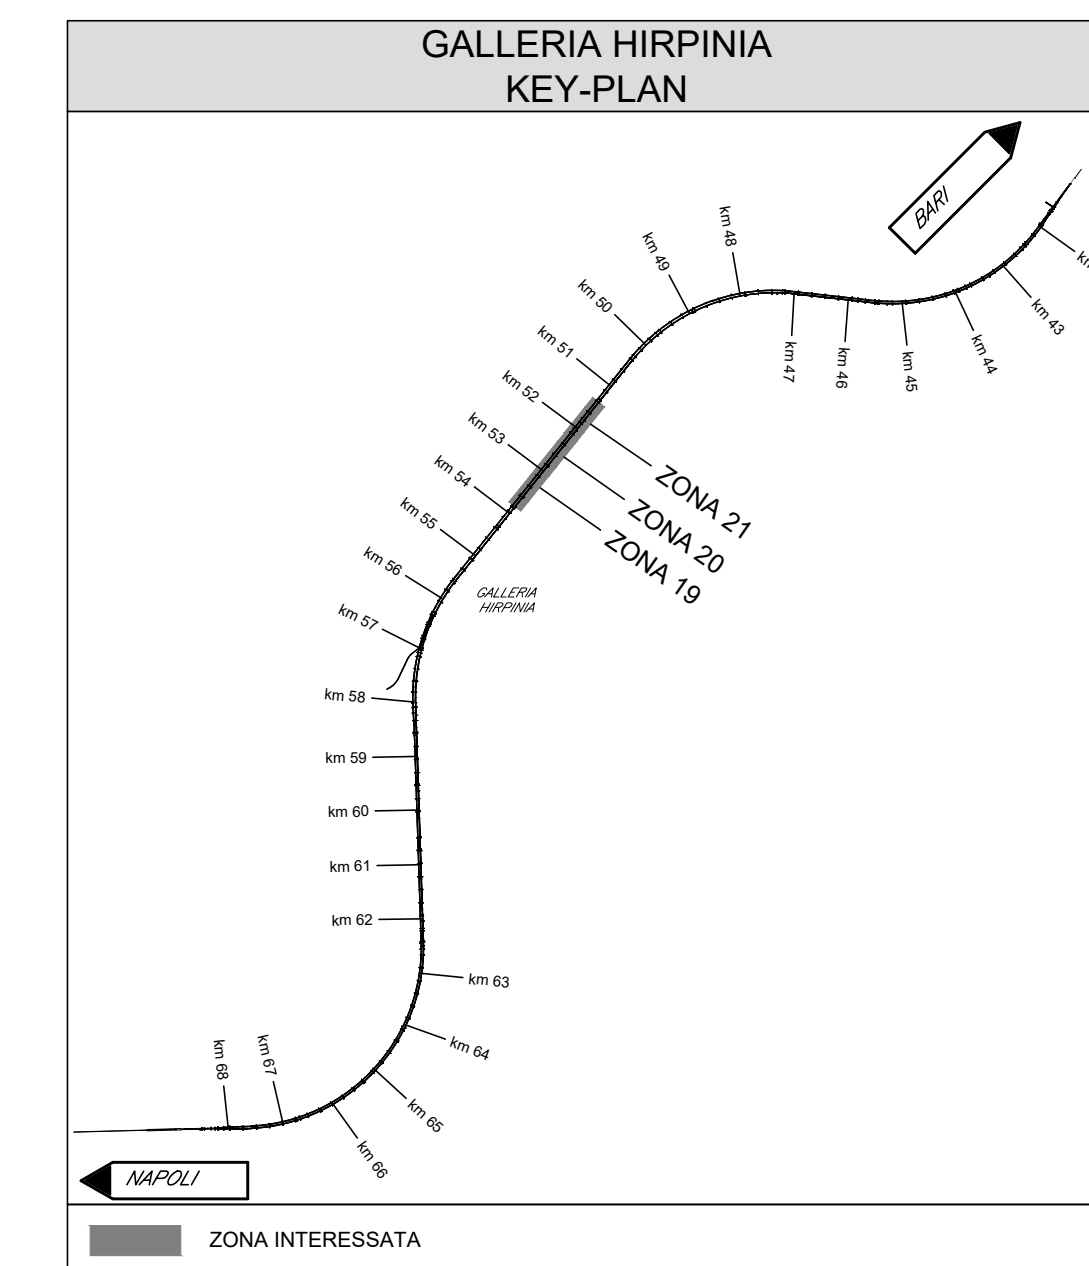 GALLERIA HIRPINIA
KEY-PLAN
BARI
km
km 43
km 44
km 45
km 46
km 47
km 48
km 49
km 50
km 51
km 52
km 53
km 54
km 55
km 56
km 57
km 58
km 59
km 60
km 61
km 62
km 63
km 64
km 65
km 66
km 67
km 68
ZONA 21
ZONA 20
ZONA 19
GALLERIA
HIRPINIA
NAPOLI
ZONA INTERESSATA